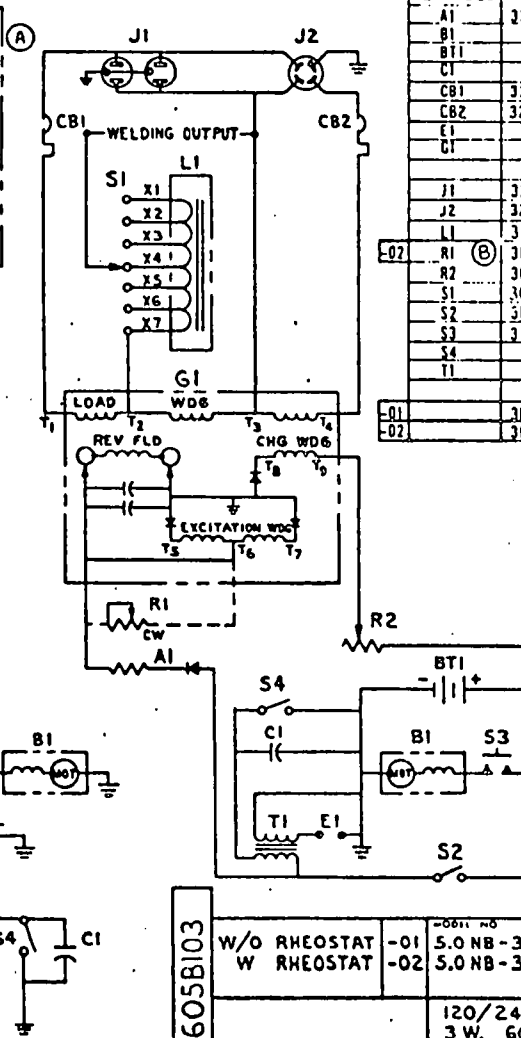 A
J1
J2
CB1
WELDING OUTPUT
CB2
S1
L1
X1
X2
X3
X4
X5
X6
X7
G1
LOAD
WDG
T1
T2
T3
T4
REV FLD
CHG WDG
T8
EXCITATION WDG
T5
T6
T7
R1
CW
A1
R2
BT1
- +
S4
C1
B1
S3
MOT
T1
E1
S2
B1
MOT
S4
C1
A1
B1
BT1
C1
CB1
CB2
E1
G1
J1
J2
L1
-02 R1 B
R2
S1
S2
S3
S4
T1
-01
-02
605B103
W/O RHEOSTAT -01 5.0 NB-3
W RHEOSTAT -02 5.0 NB-3
120/24
3 W. 60